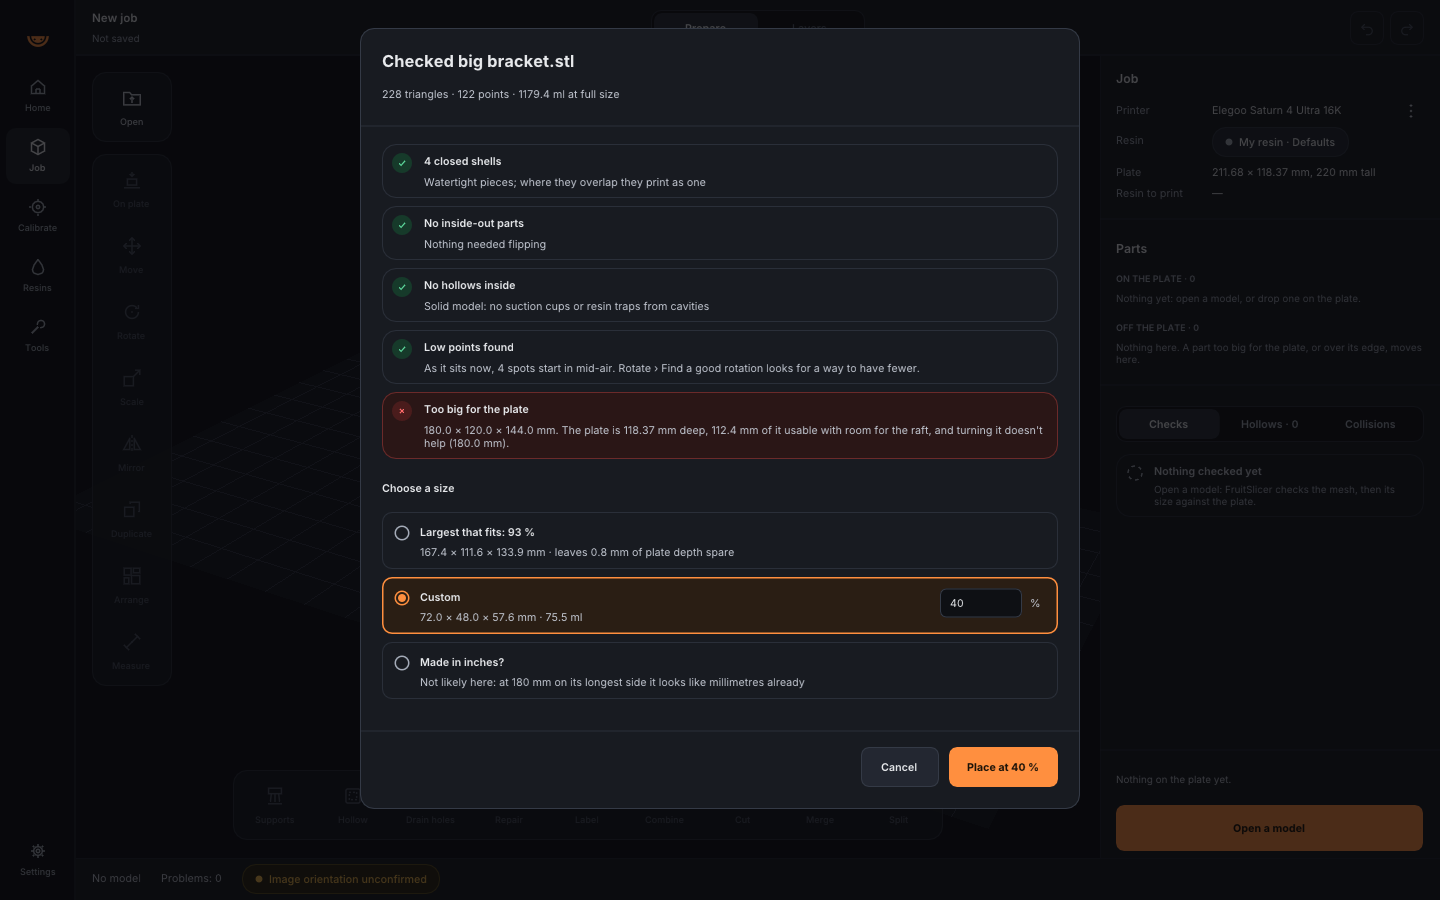 New job
Not saved
Prepare
Layers
Home
Job
Calibrate
Resins
Tools
Settings
Open
On plate
Move
Rotate
Scale
Mirror
Duplicate
Arrange
Measure
Checked big bracket.stl
228 triangles · 122 points · 1179.4 ml at full size
4 closed shells
Watertight pieces; where they overlap they print as one
No inside-out parts
Nothing needed flipping
No hollows inside
Solid model: no suction cups or resin traps from cavities
Low points found
As it sits now, 4 spots start in mid-air. Rotate › Find a good rotation looks for a way to have fewer.
Too big for the plate
180.0 × 120.0 × 144.0 mm. The plate is 118.37 mm deep, 112.4 mm of it usable with room for the raft, and turning it doesn't
help (180.0 mm).
Choose a size
Largest that fits: 93 %
167.4 × 111.6 × 133.9 mm · leaves 0.8 mm of plate depth spare
Custom
72.0 × 48.0 × 57.6 mm · 75.5 ml
40 %
Made in inches?
Not likely here: at 180 mm on its longest side it looks like millimetres already
Cancel
Place at 40 %
Supports
Hollow
Drain holes
Repair
Label
Combine
Cut
Merge
Split
Job
Printer Elegoo Saturn 4 Ultra 16K
Resin My resin · Defaults
Plate 211.68 × 118.37 mm, 220 mm tall
Resin to print —
Parts
ON THE PLATE · 0
Nothing yet: open a model, or drop one on the plate.
OFF THE PLATE · 0
Nothing here. A part too big for the plate, or over its edge, moves
here.
Checks
Hollows · 0
Collisions
Nothing checked yet
Open a model: FruitSlicer checks the mesh, then its
size against the plate.
Nothing on the plate yet.
Open a model
No model
Problems: 0
Image orientation unconfirmed